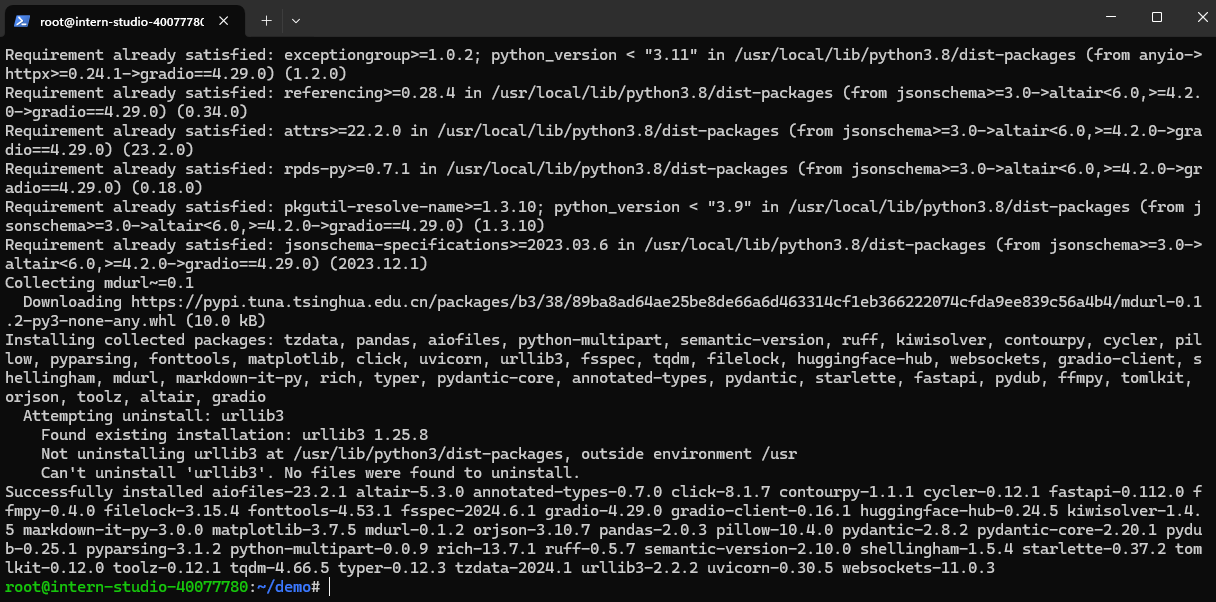 root@intern-studio-40077780
Requirement already satisfied: exceptiongroup>=1.0.2; python_version < "3.11" in /usr/local/lib/python3.8/dist-packages (from anyio->
httpx>=0.24.1->gradio==4.29.0) (1.2.0)
Requirement already satisfied: referencing>=0.28.4 in /usr/local/lib/python3.8/dist-packages (from jsonschema>=3.0->altair<6.0,>=4.2.
0->gradio==4.29.0) (0.34.0)
Requirement already satisfied: attrs>=22.2.0 in /usr/local/lib/python3.8/dist-packages (from jsonschema>=3.0->altair<6.0,>=4.2.0->gra
dio==4.29.0) (23.2.0)
Requirement already satisfied: rpds-py>=0.7.1 in /usr/local/lib/python3.8/dist-packages (from jsonschema>=3.0->altair<6.0,>=4.2.0->gr
adio==4.29.0) (0.18.0)
Requirement already satisfied: pkgutil-resolve-name>=1.3.10; python_version < "3.9" in /usr/local/lib/python3.8/dist-packages (from j
sonschema>=3.0->altair<6.0,>=4.2.0->gradio==4.29.0) (1.3.10)
Requirement already satisfied: jsonschema-specifications>=2023.03.6 in /usr/local/lib/python3.8/dist-packages (from jsonschema>=3.0->
altair<6.0,>=4.2.0->gradio==4.29.0) (2023.12.1)
Collecting mdurl~=0.1
  Downloading https://pypi.tuna.tsinghua.edu.cn/packages/b3/38/89ba8ad64ae25be8de66a6d463314cf1eb366222074cfda9ee839c56a4b4/mdurl-0.1
.2-py3-none-any.whl (10.0 kB)
Installing collected packages: tzdata, pandas, aiofiles, python-multipart, semantic-version, ruff, kiwisolver, contourpy, cycler, pil
low, pyparsing, fonttools, matplotlib, click, uvicorn, urllib3, fsspec, tqdm, filelock, huggingface-hub, websockets, gradio-client, s
hellingham, mdurl, markdown-it-py, rich, typer, pydantic-core, annotated-types, pydantic, starlette, fastapi, pydub, ffmpy, tomlkit,
orjson, toolz, altair, gradio
  Attempting uninstall: urllib3
    Found existing installation: urllib3 1.25.8
    Not uninstalling urllib3 at /usr/lib/python3/dist-packages, outside environment /usr
    Can't uninstall 'urllib3'. No files were found to uninstall.
Successfully installed aiofiles-23.2.1 altair-5.3.0 annotated-types-0.7.0 click-8.1.7 contourpy-1.1.1 cycler-0.12.1 fastapi-0.112.0 f
fmpy-0.4.0 filelock-3.15.4 fonttools-4.53.1 fsspec-2024.6.1 gradio-4.29.0 gradio-client-0.16.1 huggingface-hub-0.24.5 kiwisolver-1.4.
5 markdown-it-py-3.0.0 matplotlib-3.7.5 mdurl-0.1.2 orjson-3.10.7 pandas-2.0.3 pillow-10.4.0 pydantic-2.8.2 pydantic-core-2.20.1 pydu
b-0.25.1 pyparsing-3.1.2 python-multipart-0.0.9 rich-13.7.1 ruff-0.5.7 semantic-version-2.10.0 shellingham-1.5.4 starlette-0.37.2 tom
lkit-0.12.0 toolz-0.12.1 tqdm-4.66.5 typer-0.12.3 tzdata-2024.1 urllib3-2.2.2 uvicorn-0.30.5 websockets-11.0.3
root@intern-studio-40077780:~/demo#